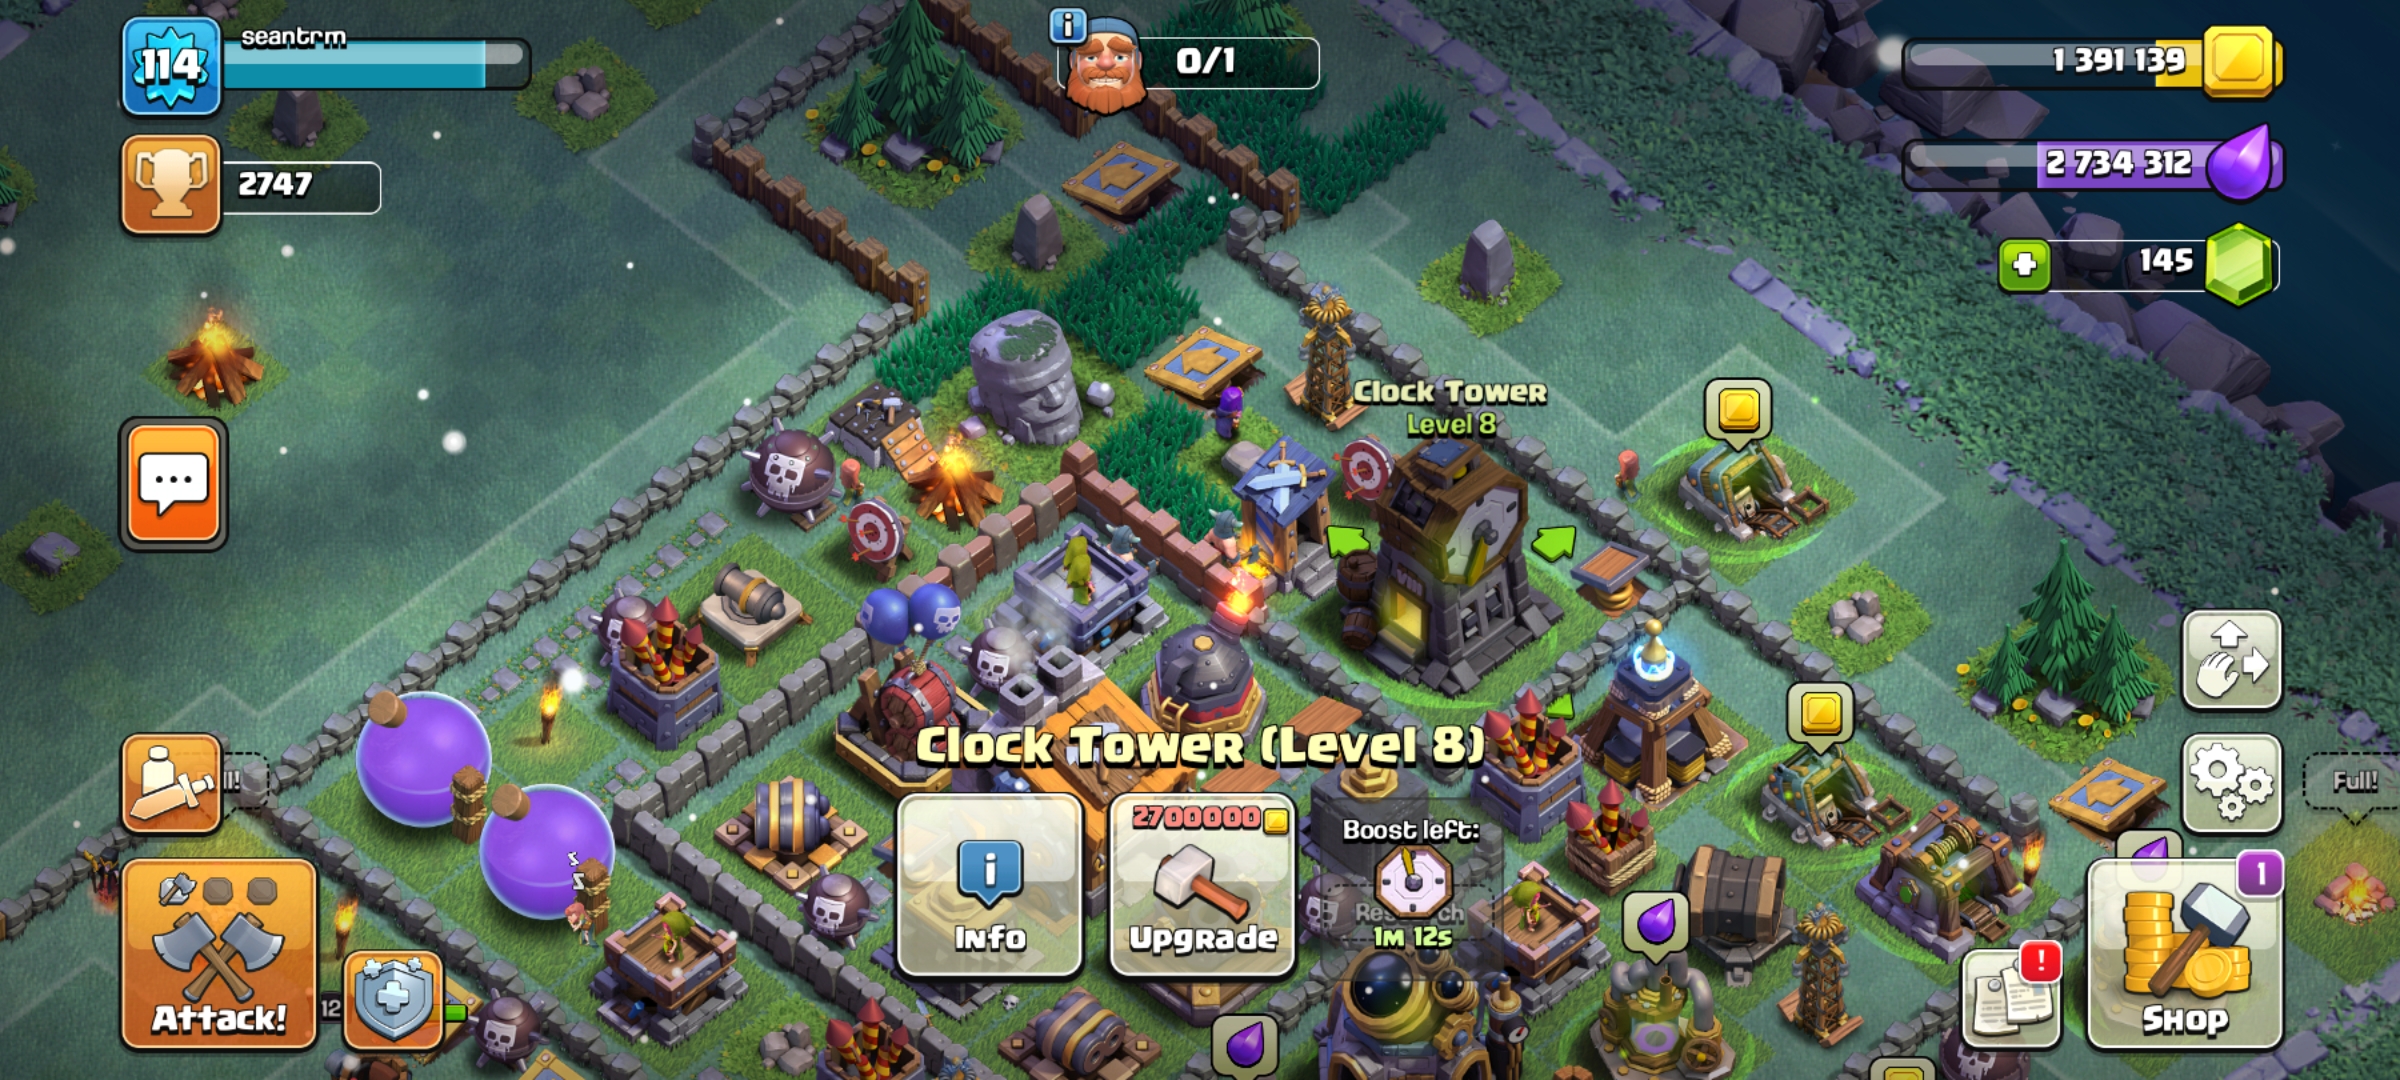 114
seantrm
0/1
1 391 139
2747
2 734 312
145
Clock Tower
Level 8
Clock Tower (Level 8)
Full!
Info
2700000
Upgrade
Boost left:
1m 12s
Attack!
12
z
z
!
1
Shop